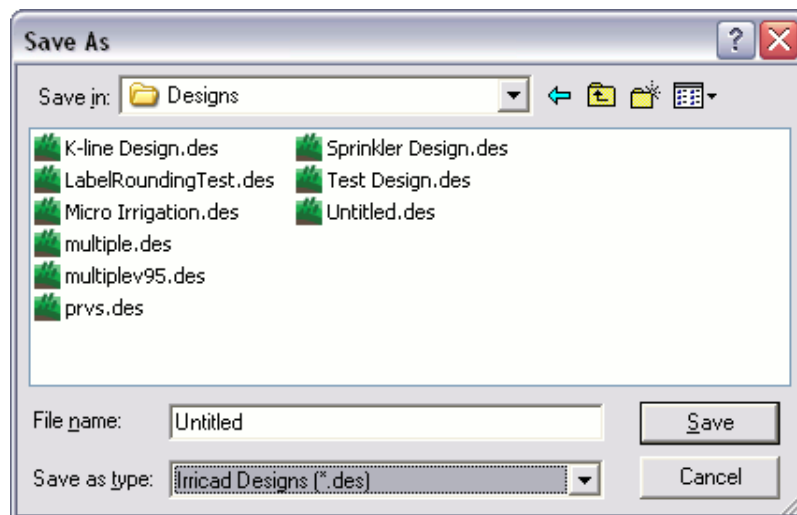 Save As
Save in: Designs
K-line Design.des
LabelRoundingTest.des
Micro Irrigation.des
multiple.des
multiplev95.des
prvs.des
Sprinkler Design.des
Test Design.des
Untitled.des
File name: Untitled Save
Save as type: Irricad Designs (*.des) Cancel